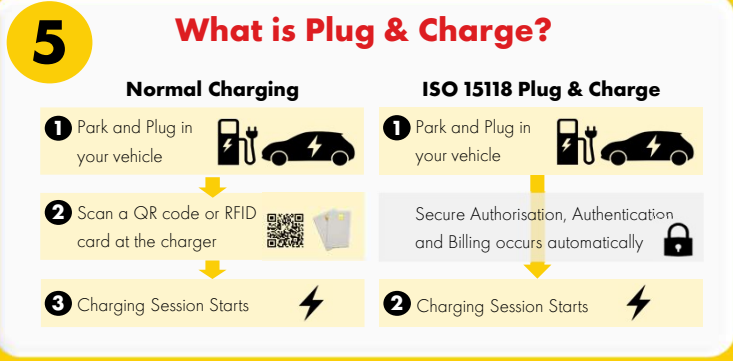 5
What is Plug & Charge?
Normal Charging
1 Park and Plug in
your vehicle
2 Scan a QR code or RFID
card at the charger
3 Charging Session Starts
ISO 15118 Plug & Charge
1 Park and Plug in
your vehicle
Secure Authorisation, Authentication
and Billing occurs automatically
2 Charging Session Starts